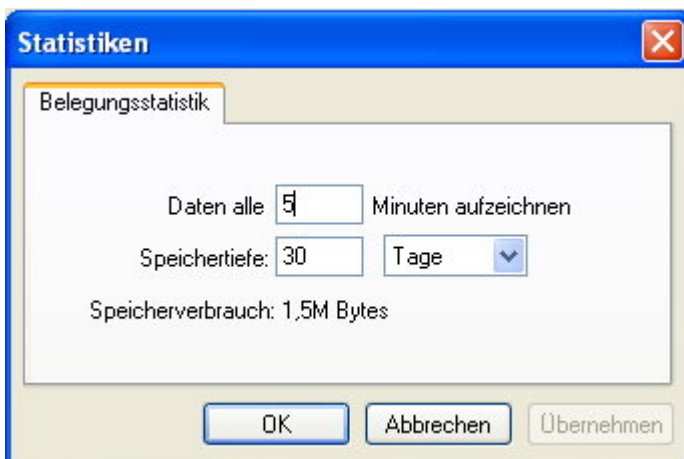 Statistiken
Belegungsstatistik
Daten alle 5 Minuten aufzeichnen
Speichertiefe: 30 Tage
Speicherverbrauch: 1,5M Bytes
OK Abbrechen Übernehmen